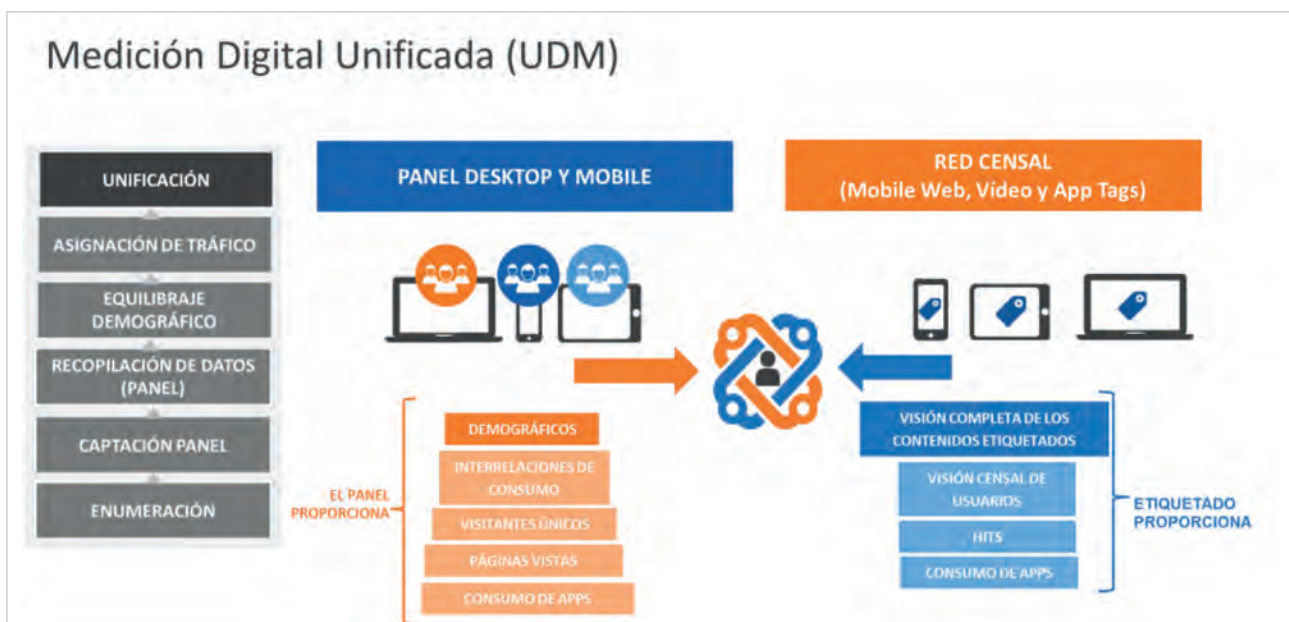 Medición Digital Unificada (UDM)
UNIFICACIÓN
ASIGNACIÓN DE TRÁFICO
EQUILIBRAJE
DEMOGRÁFICO
RECOPILACIÓN DE DATOS
(PANEL)
CAPTACIÓN PANEL
ENUMERACIÓN
PANEL DESKTOP Y MOBILE
EL PANEL
PROPORCIONA
DEMOGRÁFICOS
INTERRELACIONES DE
CONSUMO
VISITANTES ÚNICOS
PÁGINAS VISTAS
CONSUMO DE APPS
RED CENSAL
(Mobile Web, Vídeo y App Tags)
VISIÓN COMPLETA DE LOS
CONTENIDOS ETIQUETADOS
VISIÓN CENSAL DE
USUARIOS
HITS
CONSUMO DE APPS
ETIQUETADO
PROPORCIONA